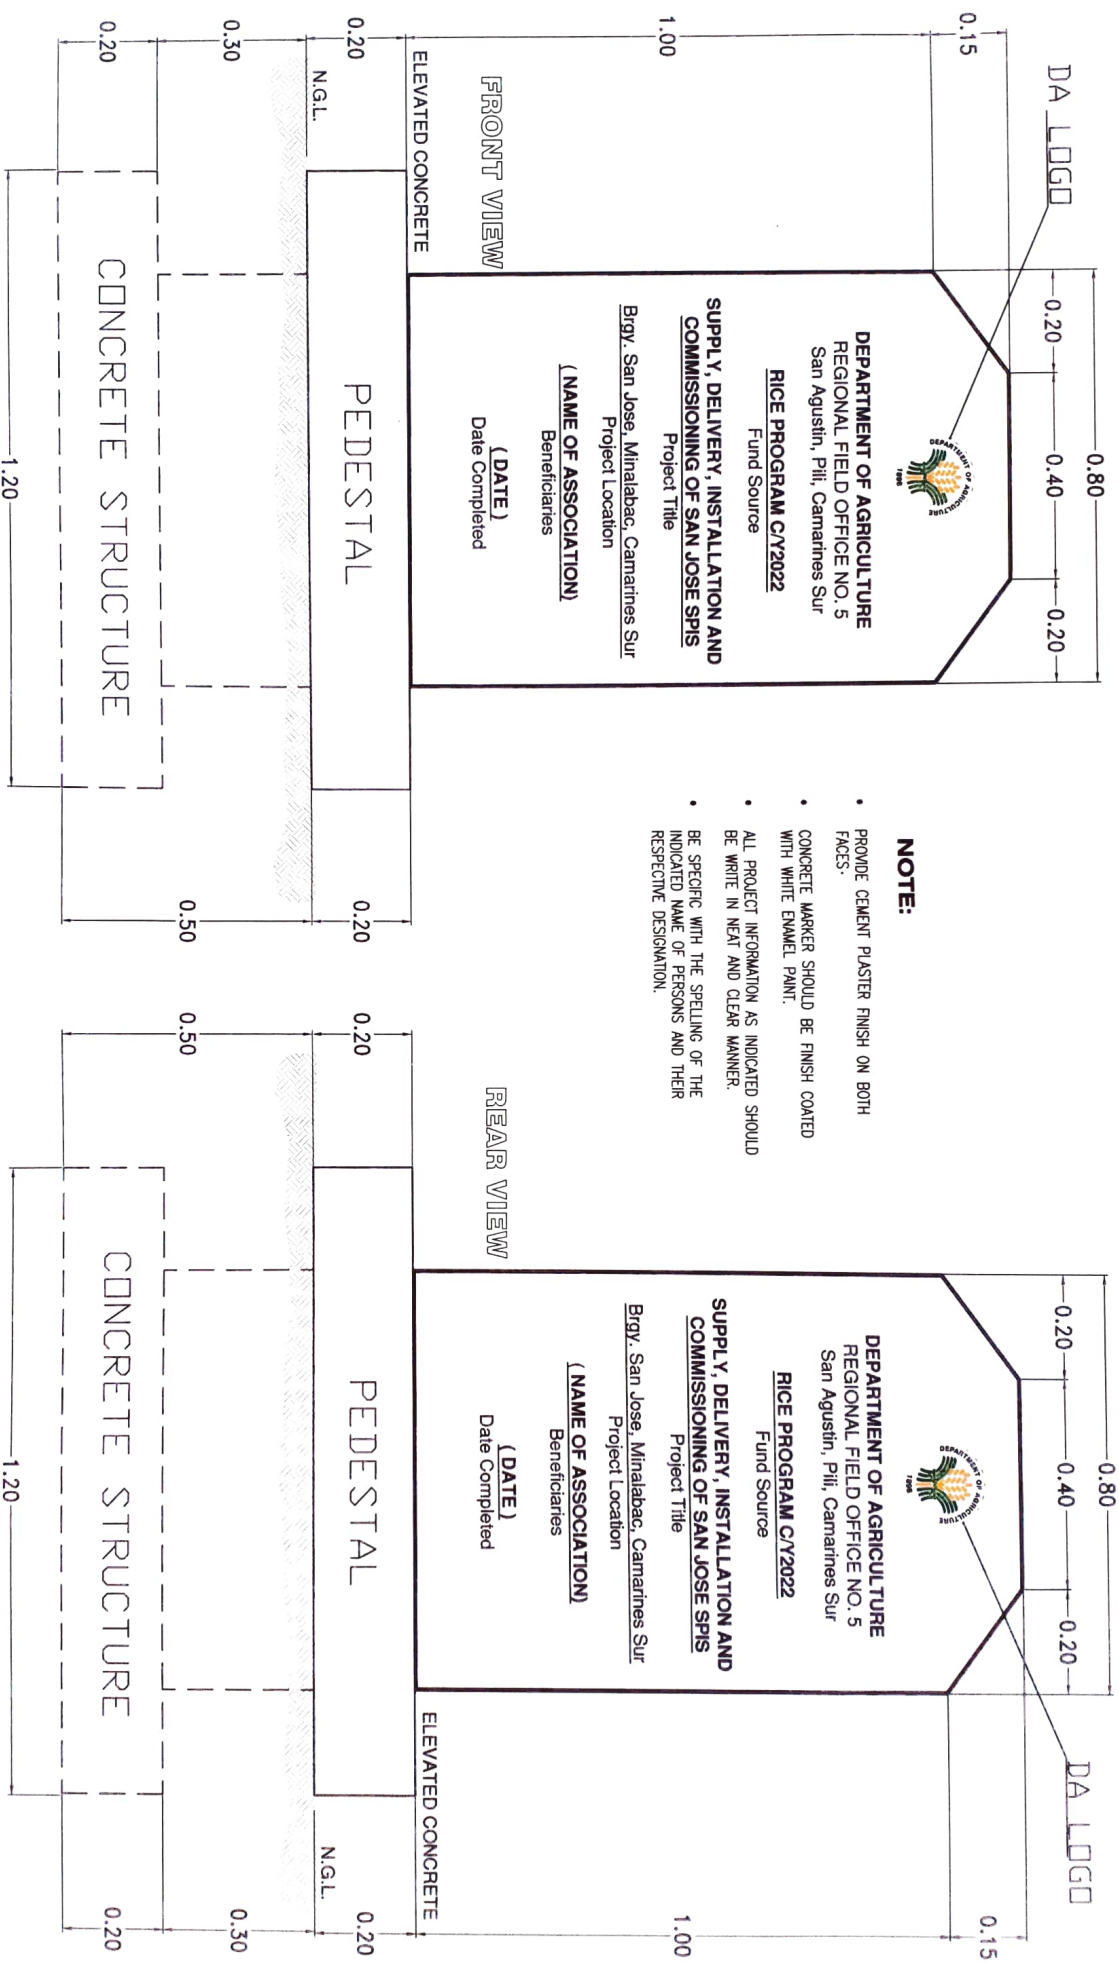 DA LOGO
0.80
0.20
0.40
0.20
0.15
1.00
0.20
0.30
0.20
DEPARTMENT OF AGRICULTURE
1898
DEPARTMENT OF AGRICULTURE
REGIONAL FIELD OFFICE NO. 5
San Agustin, Pili, Camarines Sur
RICE PROGRAM C/Y2022
Fund Source
SUPPLY, DELIVERY, INSTALLATION AND
COMMISSIONING OF SAN JOSE SPIS
Project Title
Brgy. San Jose, Minalabac, Camarines Sur
Project Location
( NAME OF ASSOCIATION)
Beneficiaries
( DATE )
Date Completed
FRONT VIEW
ELEVATED CONCRETE
N.G.L.
PEDESTAL
CONCRETE STRUCTURE
0.20
0.50
1.20
NOTE:
• PROVIDE CEMENT PLASTER FINISH ON BOTH
FACES.
• CONCRETE MARKER SHOULD BE FINISH COATED
WITH WHITE ENAMEL PAINT.
• ALL PROJECT INFORMATION AS INDICATED SHOULD
BE WRITE IN NEAT AND CLEAR MANNER.
• BE SPECIFIC WITH THE SPELLING OF THE
INDICATED NAME OF PERSONS AND THEIR
RESPECTIVE DESIGNATION.
DA LOGO
0.80
0.20
0.40
0.20
0.15
1.00
0.20
0.30
0.20
DEPARTMENT OF AGRICULTURE
1898
DEPARTMENT OF AGRICULTURE
REGIONAL FIELD OFFICE NO. 5
San Agustin, Pili, Camarines Sur
RICE PROGRAM C/Y2022
Fund Source
SUPPLY, DELIVERY, INSTALLATION AND
COMMISSIONING OF SAN JOSE SPIS
Project Title
Brgy. San Jose, Minalabac, Camarines Sur
Project Location
( NAME OF ASSOCIATION)
Beneficiaries
( DATE )
Date Completed
REAR VIEW
ELEVATED CONCRETE
N.G.L.
PEDESTAL
CONCRETE STRUCTURE
0.20
0.50
1.20